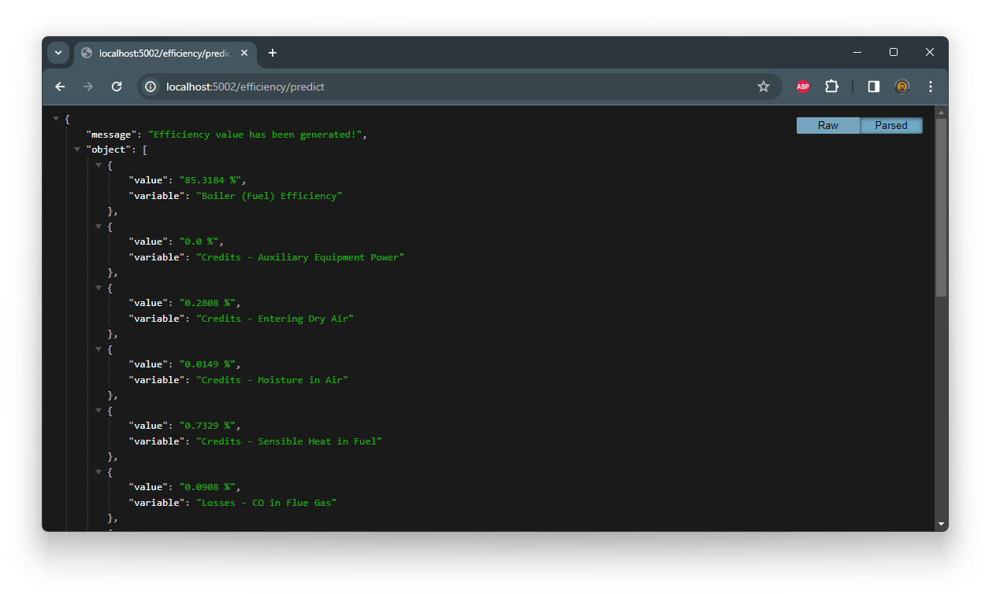 localhost:5002/efficiency/predic
localhost:5002/efficiency/predict
ABP
Raw
Parsed
{
"message": "Efficiency value has been generated!",
"object": [
{
"value": "85.3184 %",
"variable": "Boiler (Fuel) Efficiency"
},
{
"value": "0.0 %",
"variable": "Credits - Auxiliary Equipment Power"
},
{
"value": "0.2808 %",
"variable": "Credits - Entering Dry Air"
},
{
"value": "0.0149 %",
"variable": "Credits - Moisture in Air"
},
{
"value": "0.7329 %",
"variable": "Credits - Sensible Heat in Fuel"
},
{
"value": "0.0908 %",
"variable": "Losses - CO in Flue Gas"
},